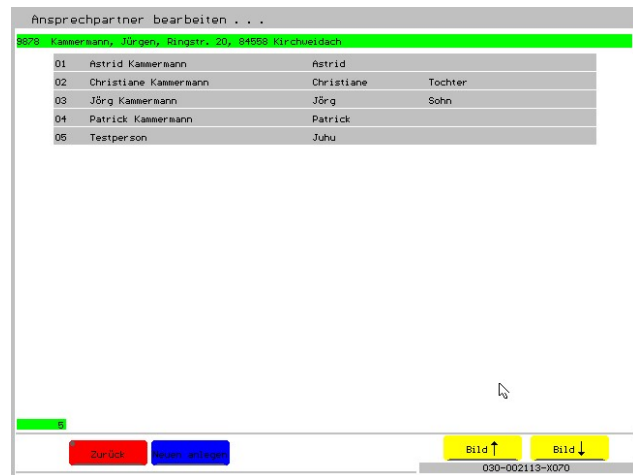 Ansprechpartner bearbeiten . . .
9878 Kammermann, Jürgen, Ringstr. 20, 84558 Kirchweidach
01 Astrid Kammermann Astrid
02 Christiane Kammermann Christiane Tochter
03 Jörg Kammermann Jörg Sohn
04 Patrick Kammermann Patrick
05 Testperson Juhu
5
Zurück Neuen anlegen Bild↑ Bild↓
030-002113-X070